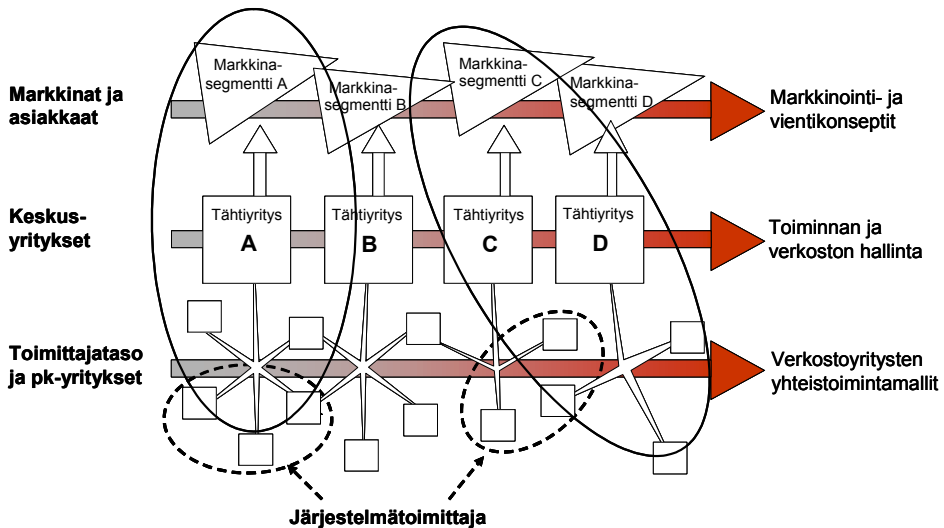 Markkina-
segmentti A
Markkina-
segmentti B
Markkina-
segmentti C
Markkina-
segmentti D
Markkinat ja
asiakkaat
Markkinointi- ja
vientikonseptit
Keskus-
yritykset
Tähtiyritys
A
Tähtiyritys
B
Tähtiyritys
C
Tähtiyritys
D
Toiminnan ja
verkoston hallinta
Toimittajataso
ja pk-yritykset
Verkostoyritysten
yhteistoimintamallit
Järjestelmätoimittaja